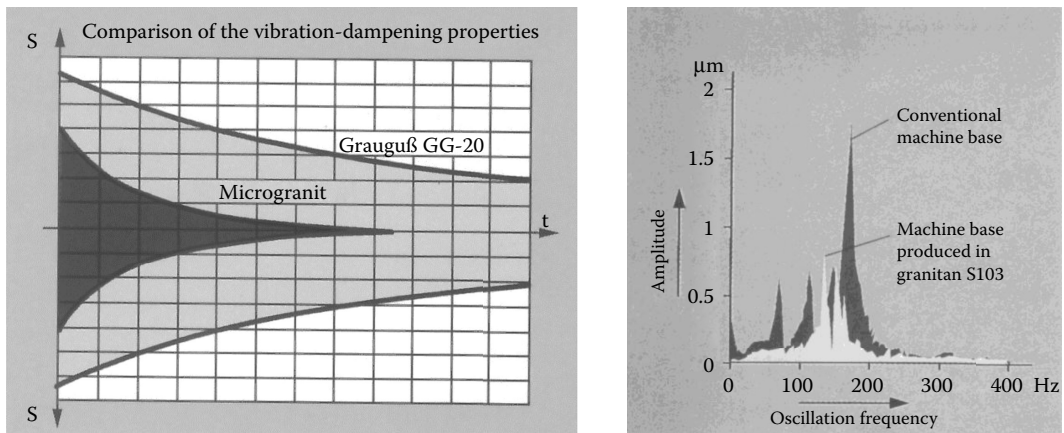 Comparison of the vibration-dampening properties
S
Grauguß GG-20
Microgranit
t
S
µm
2
1.5
1
0.5
0
Amplitude
Conventional
machine base
Machine base
produced in
granitan S103
0
100
200
300
400
Hz
Oscillation frequency